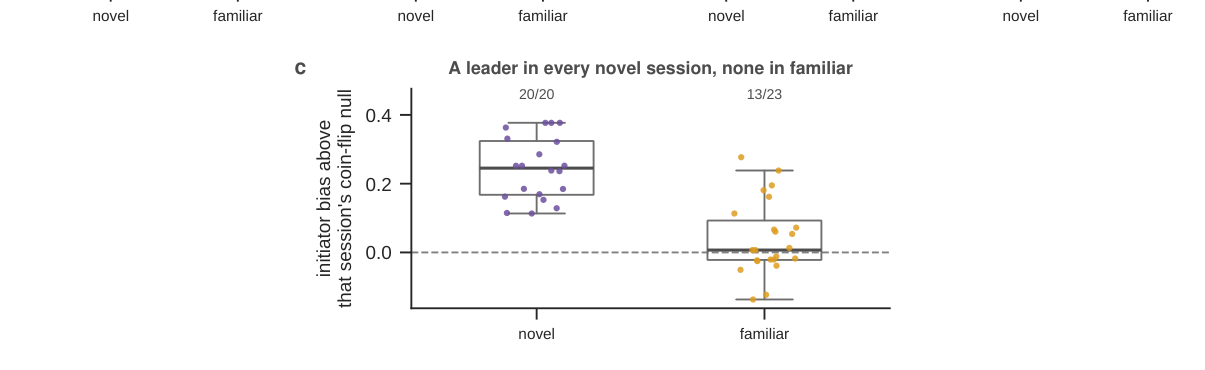 novel familiar novel familiar novel familiar novel familiar
c A leader in every novel session, none in familiar
20/20 13/23
initiator bias above
that session's coin-flip null
0.4
0.2
0.0
novel familiar